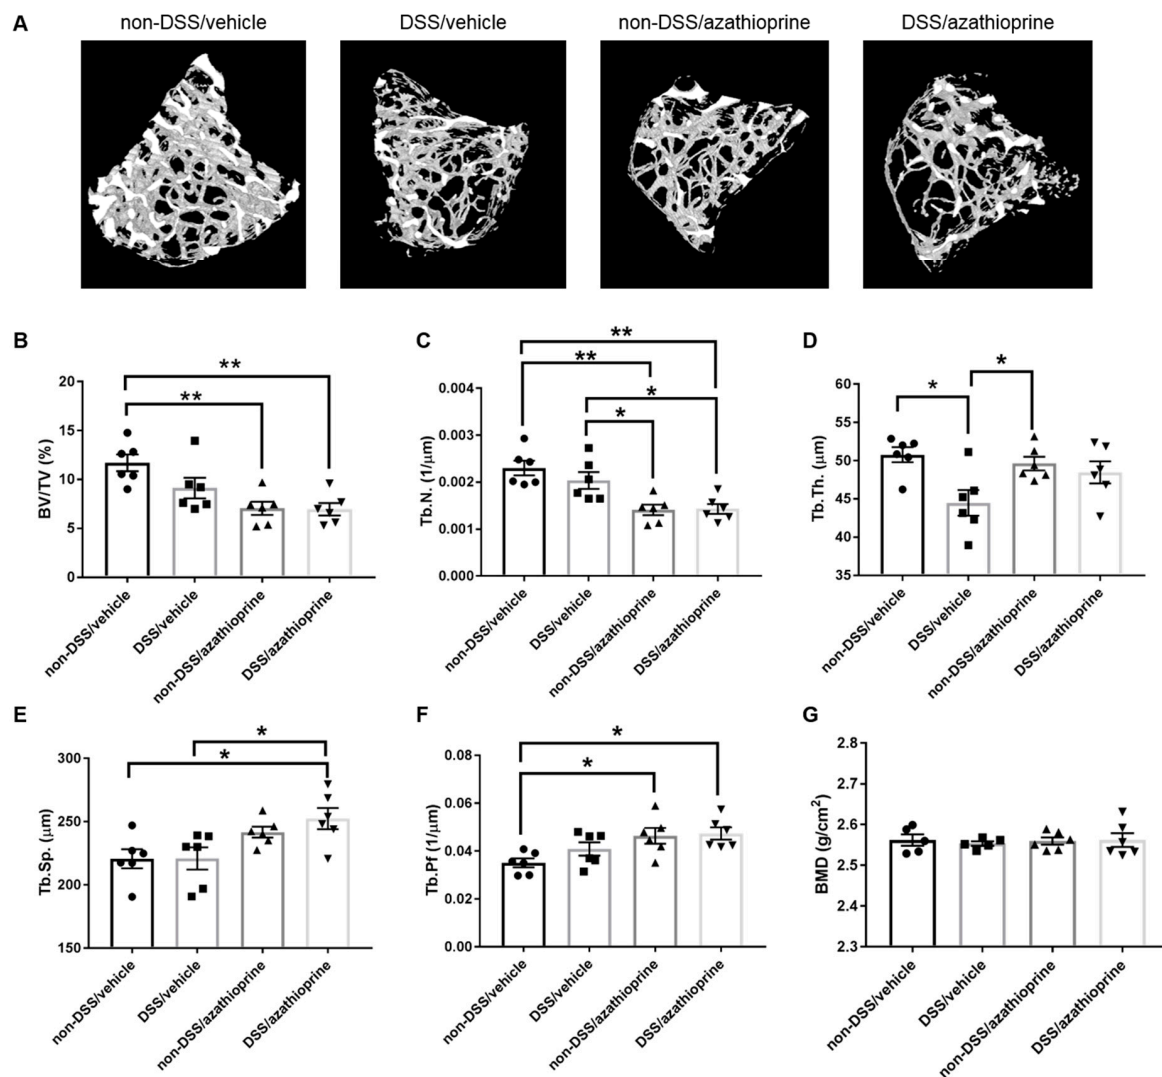 A
non-DSS/vehicle
DSS/vehicle
non-DSS/azathioprine
DSS/azathioprine
B
BV/TV (%)
20
15
10
5
0
**
**
non-DSS/vehicle
DSS/vehicle
non-DSS/azathioprine
DSS/azathioprine
C
Tb.N. (1/μm)
0.004
0.003
0.002
0.001
0.000
**
**
*
*
non-DSS/vehicle
DSS/vehicle
non-DSS/azathioprine
DSS/azathioprine
D
Tb.Th. (μm)
60
55
50
45
40
35
*
*
non-DSS/vehicle
DSS/vehicle
non-DSS/azathioprine
DSS/azathioprine
E
Tb.Sp. (μm)
300
250
200
150
*
*
non-DSS/vehicle
DSS/vehicle
non-DSS/azathioprine
DSS/azathioprine
F
Tb.Pf (1/μm)
0.08
0.06
0.04
0.02
0.00
*
*
non-DSS/vehicle
DSS/vehicle
non-DSS/azathioprine
DSS/azathioprine
G
BMD (g/cm²)
2.8
2.7
2.6
2.5
2.4
2.3
non-DSS/vehicle
DSS/vehicle
non-DSS/azathioprine
DSS/azathioprine